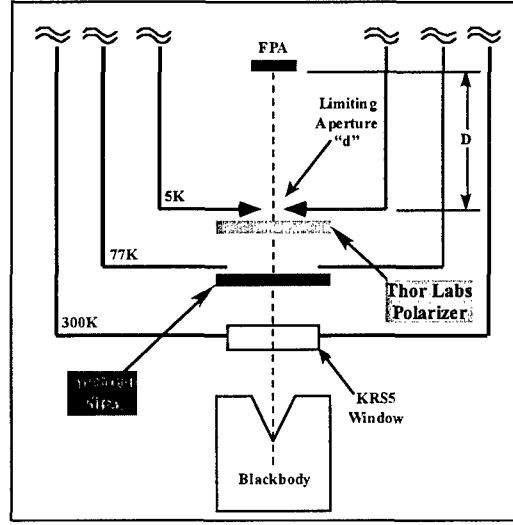 FPA
Limiting
Aperture
"d"
D
5K
77K
Thor Labs
Polarizer
300K
KRS5
Window
Blackbody